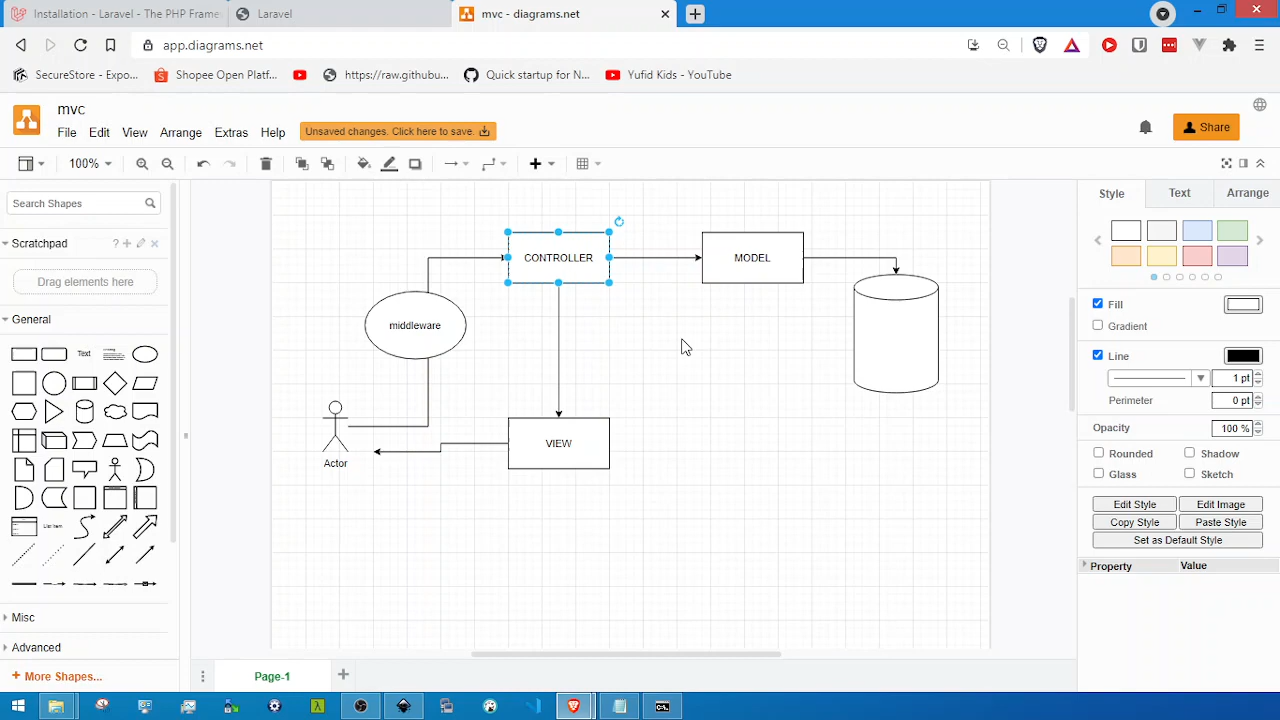 Installation - Laravel - The PHP Frame
Laravel
mvc - diagrams.net
app.diagrams.net
SecureStore - Expo...
Shopee Open Platf...
https://raw.githubu...
Quick startup for N...
Yufid Kids - YouTube
mvc
File Edit View Arrange Extras Help
Unsaved changes. Click here to save.
Share
100%
Search Shapes
Scratchpad
Drag elements here
General
Text
List Item
Misc
Advanced
+ More Shapes...
CONTROLLER
MODEL
middleware
Actor
VIEW
Style Text Arrange
Fill
Gradient
Line
1 pt
Perimeter 0 pt
Opacity 100 %
Rounded Shadow
Glass Sketch
Edit Style Edit Image
Copy Style Paste Style
Set as Default Style
Property Value
Page-1